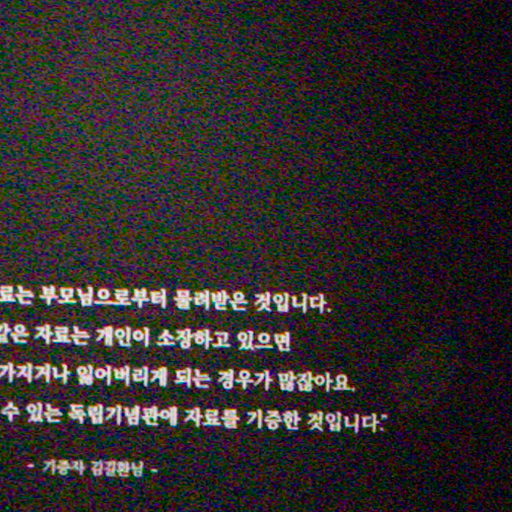 료는 부모님으로부터 물려받은 것입니다.
같은 자료는 개인이 소장하고 있으면
가지거나 잃어버리게 되는 경우가 많잖아요.
수 있는 독립기념관에 자료를 기증한 것입니다."
- 기증자 김길환님 -